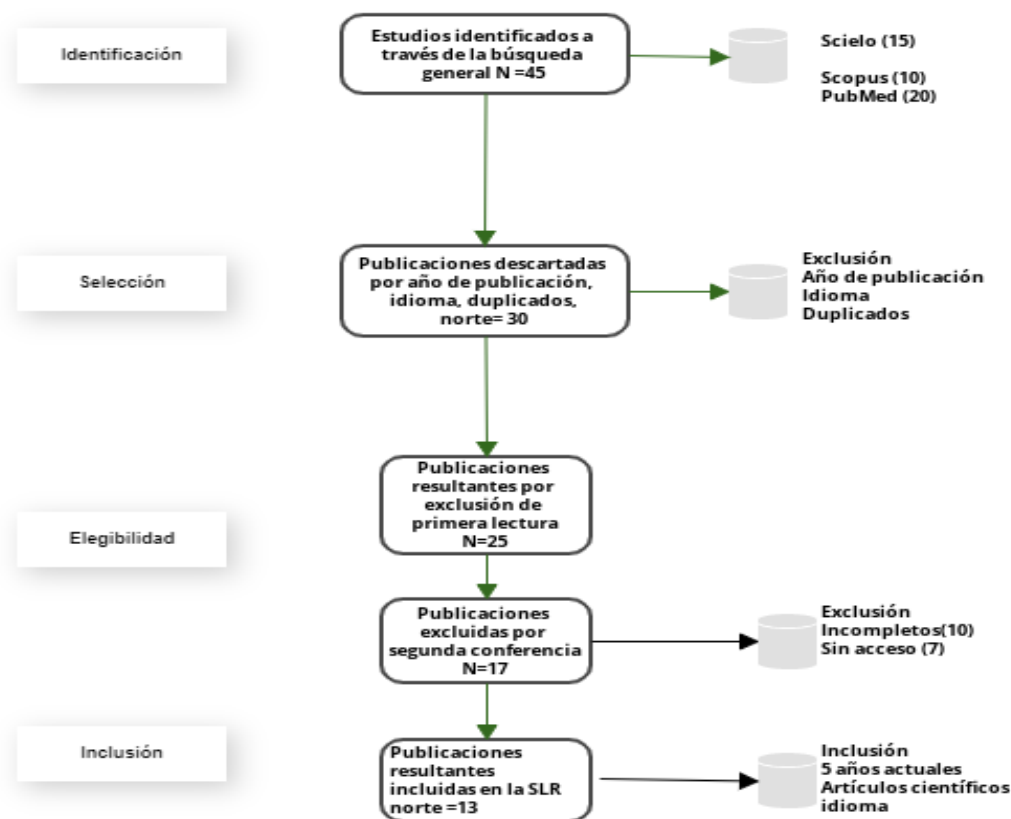 Identificación
Estudios identificados a
través de la búsqueda
general N =45
Scielo (15)
Scopus (10)
PubMed (20)
Selección
Publicaciones descartadas
por año de publicación,
idioma, duplicados,
norte= 30
Exclusión
Año de publicación
Idioma
Duplicados
Elegibilidad
Publicaciones
resultantes por
exclusión de
primera lectura
N=25
Publicaciones
excluidas por
segunda conferencia
N=17
Exclusión
Incompletos(10)
Sin acceso (7)
Inclusión
Publicaciones
resultantes
incluidas en la SLR
norte =13
Inclusión
5 años actuales
Artículos científicos
idioma